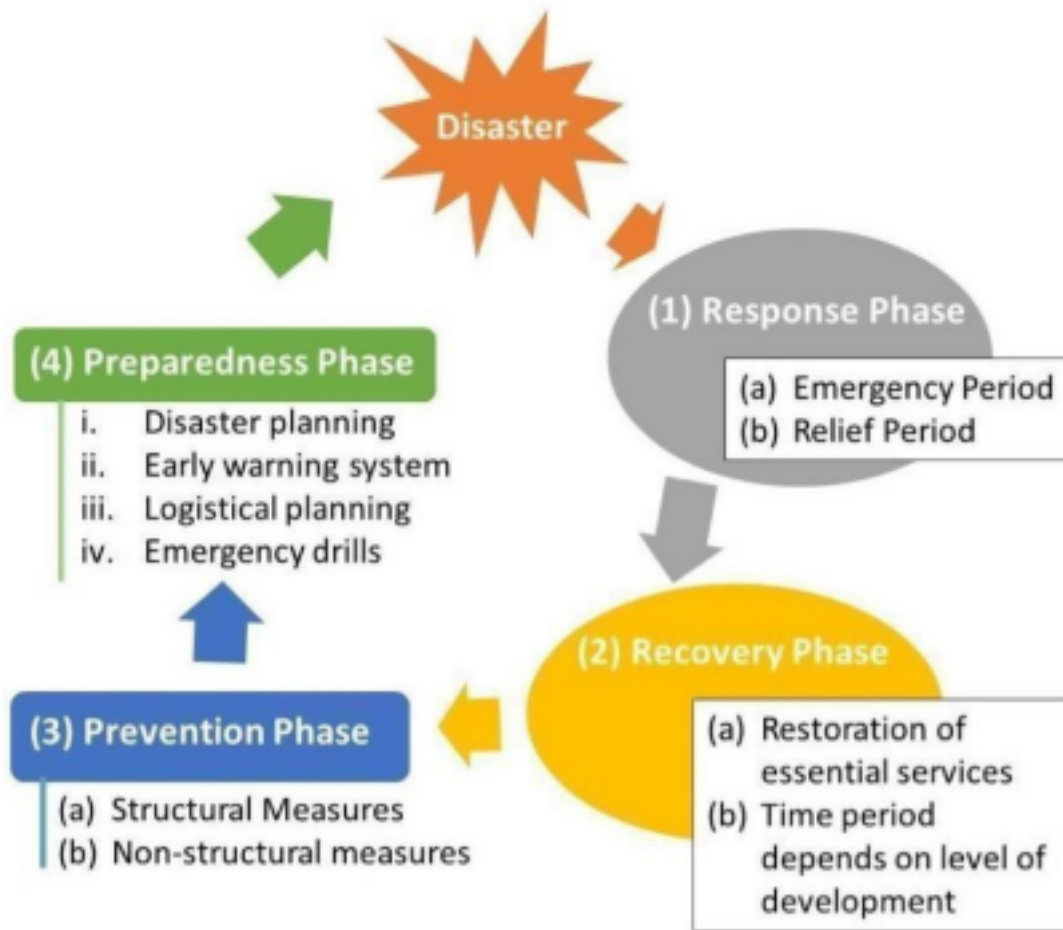 Disaster
(1) Response Phase
(a) Emergency Period
(b) Relief Period
(2) Recovery Phase
(a) Restoration of
essential services
(b) Time period
depends on level of
development
(3) Prevention Phase
(a) Structural Measures
(b) Non-structural measures
(4) Preparedness Phase
i. Disaster planning
ii. Early warning system
iii. Logistical planning
iv. Emergency drills